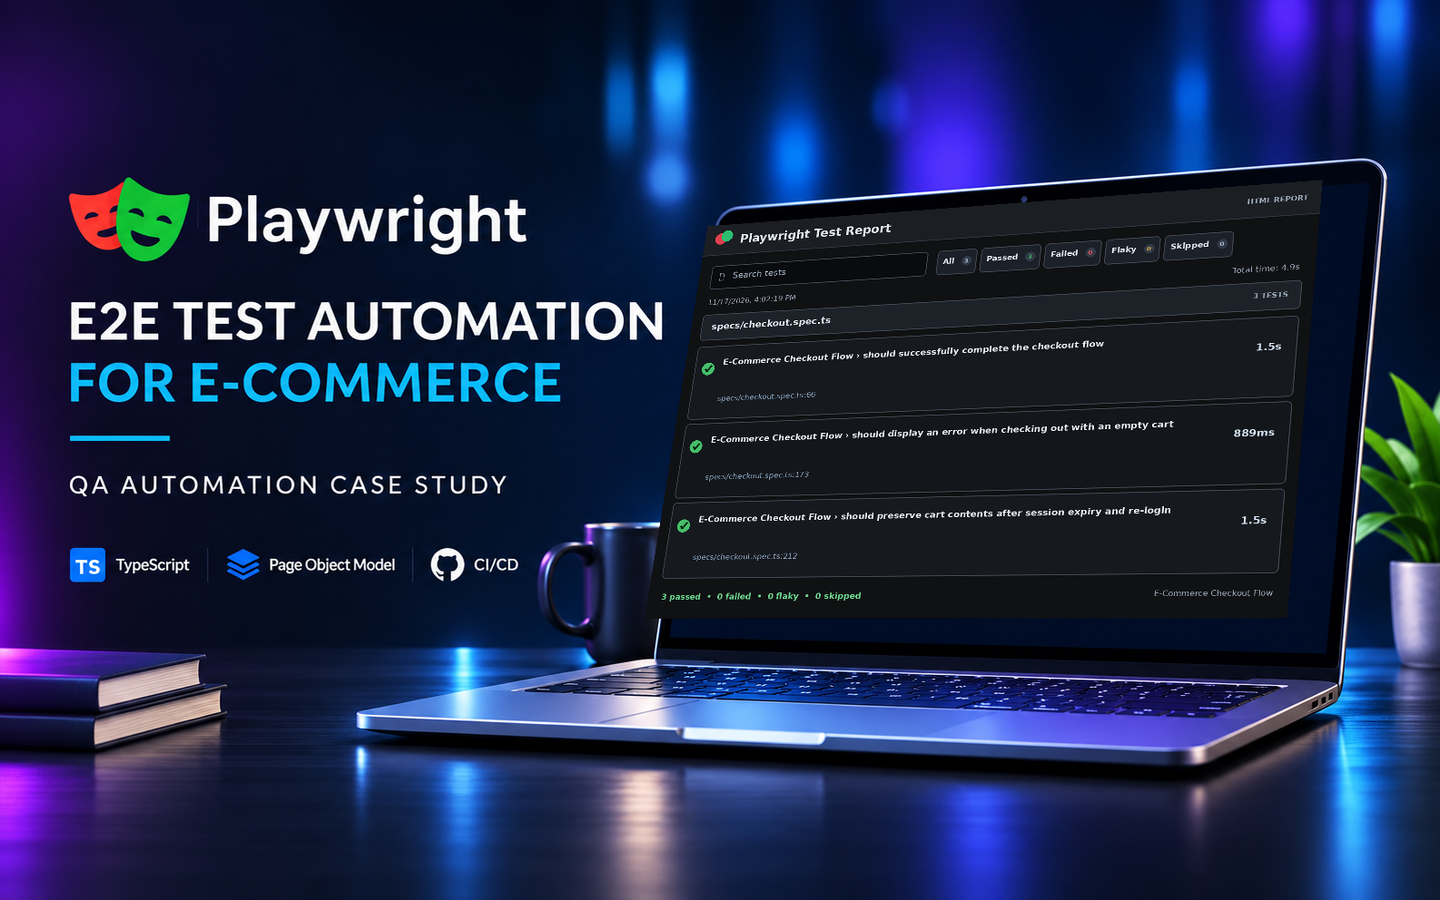 Playwright
E2E TEST AUTOMATION
FOR E-COMMERCE
QA AUTOMATION CASE STUDY
TS TypeScript
Page Object Model
CI/CD
Playwright Test Report
HTML REPORT
Search tests
All 3
Passed 3
Failed 0
Flaky 0
Skipped 0
11/17/2026, 4:02:19 PM
Total time: 4.9s
specs/checkout.spec.ts
3 TESTS
E-Commerce Checkout Flow › should successfully complete the checkout flow
1.5s
specs/checkout.spec.ts:66
E-Commerce Checkout Flow › should display an error when checking out with an empty cart
889ms
specs/checkout.spec.ts:173
E-Commerce Checkout Flow › should preserve cart contents after session expiry and re-login
1.5s
specs/checkout.spec.ts:212
3 passed • 0 failed • 0 flaky • 0 skipped
E-Commerce Checkout Flow